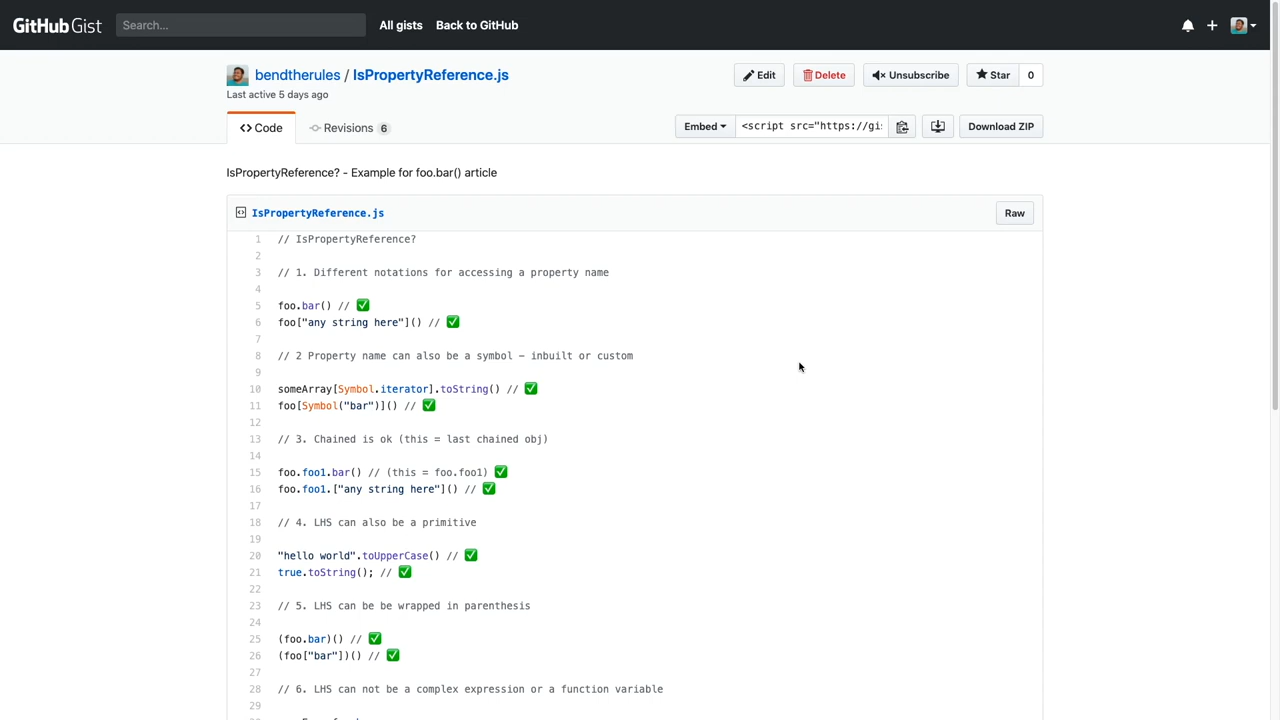 GitHub Gist Search... All gists Back to GitHub
bendtherules / IsPropertyReference.js
Edit Delete Unsubscribe Star 0
Last active 5 days ago
Code Revisions 6
Embed <script src="https://gi: Download ZIP
IsPropertyReference? - Example for foo.bar() article
IsPropertyReference.js Raw
1 // IsPropertyReference?
2
3 // 1. Different notations for accessing a property name
4
5 foo.bar() // ✅
6 foo["any string here"]() // ✅
7
8 // 2 Property name can also be a symbol – inbuilt or custom
9
10 someArray[Symbol.iterator].toString() // ✅
11 foo[Symbol("bar")]() // ✅
12
13 // 3. Chained is ok (this = last chained obj)
14
15 foo.foo1.bar() // (this = foo.foo1) ✅
16 foo.foo1.["any string here"]() // ✅
17
18 // 4. LHS can also be a primitive
19
20 "hello world".toUpperCase() // ✅
21 true.toString(); // ✅
22
23 // 5. LHS can be be wrapped in parenthesis
24
25 (foo.bar)() // ✅
26 (foo["bar"])() // ✅
27
28 // 6. LHS can not be a complex expression or a function variable
29